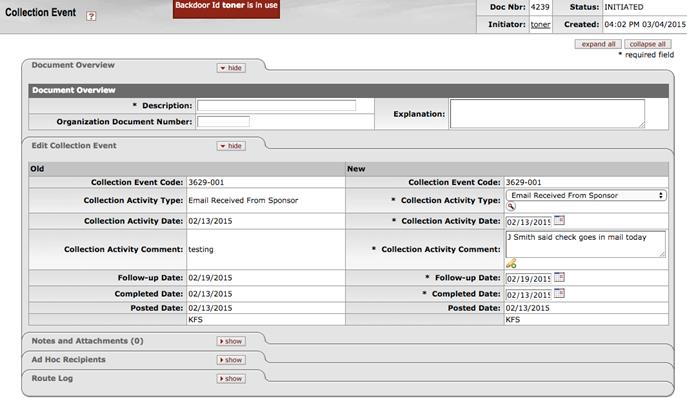 Collection Event ?
Backdoor Id toner is in use
Doc Nbr: 4239 Status: INITIATED
Initiator: toner Created: 04:02 PM 03/04/2015
expand all collapse all
* required field
Document Overview hide
Document Overview
* Description: Explanation:
Organization Document Number:
Edit Collection Event hide
Old New
Collection Event Code: 3629-001 Collection Event Code: 3629-001
Collection Activity Type: Email Received From Sponsor * Collection Activity Type: Email Received From Sponsor
Collection Activity Date: 02/13/2015 * Collection Activity Date: 02/13/2015
Collection Activity Comment: testing * Collection Activity Comment: J Smith said check goes in mail today
Follow-up Date: 02/19/2015 * Follow-up Date: 02/19/2015
Completed Date: 02/13/2015 * Completed Date: 02/13/2015
Posted Date: 02/13/2015 Posted Date: 02/13/2015
KFS KFS
Notes and Attachments (0) show
Ad Hoc Recipients show
Route Log show